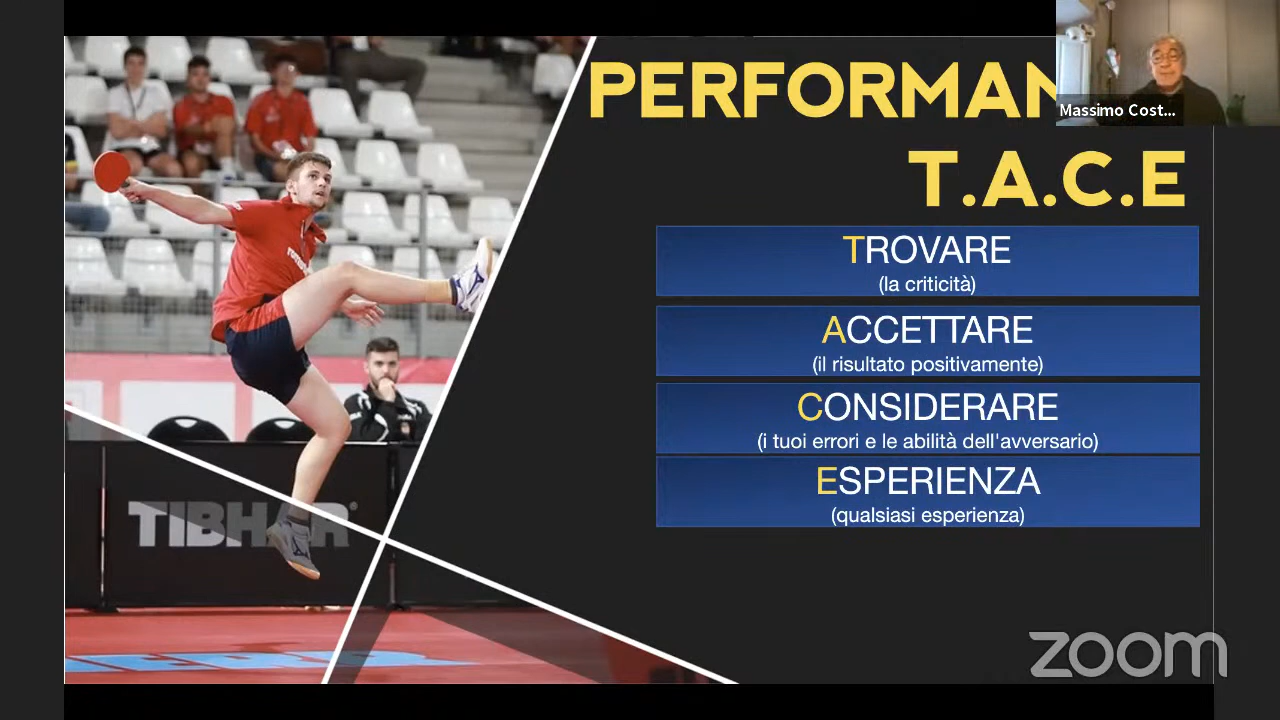 PERFORMAN
Massimo Cost...
T.A.C.E
TROVARE
(la criticità)
ACCETTARE
(il risultato positivamente)
CONSIDERARE
(i tuoi errori e le abilità dell'avversario)
ESPERIENZA
(qualsiasi esperienza)
TIBHAR
zoom